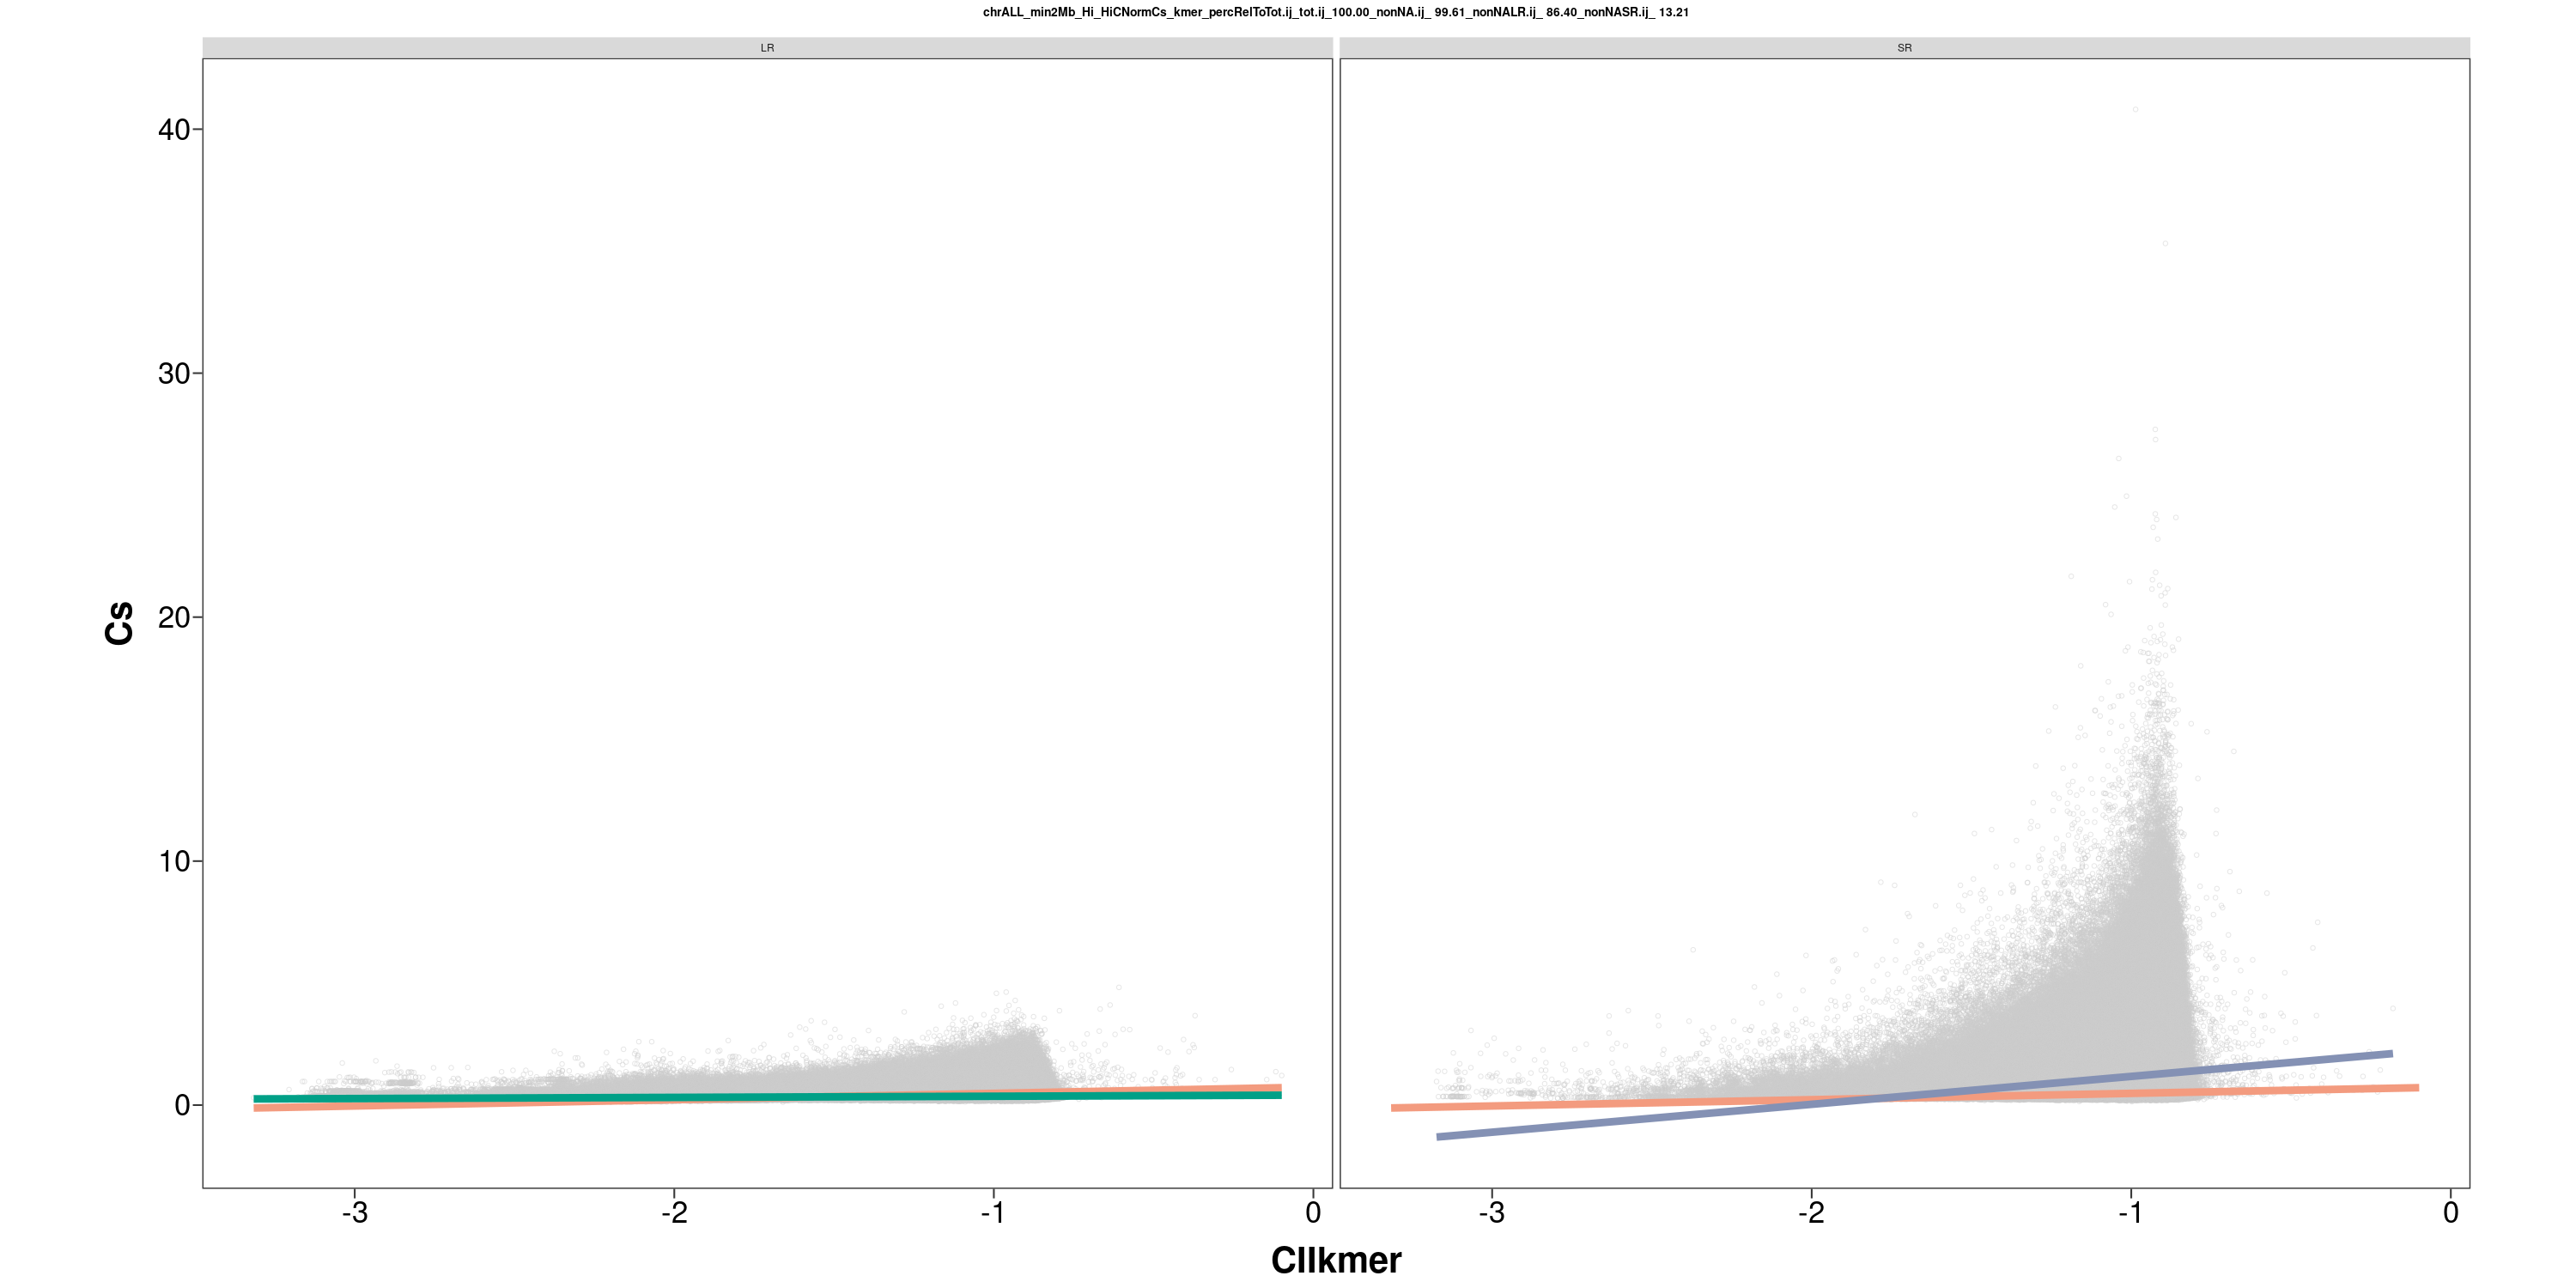 chrALL_min2Mb_Hi_HiCNormCs_kmer_percRelToTot.ij_tot.ij_100.00_nonNA.ij_ 99.61_nonNALR.ij_ 86.40_nonNASR.ij_ 13.21
LR
SR
40
30
20
10
0
Cs
-3
-2
-1
0
-3
-2
-1
0
CIIkmer